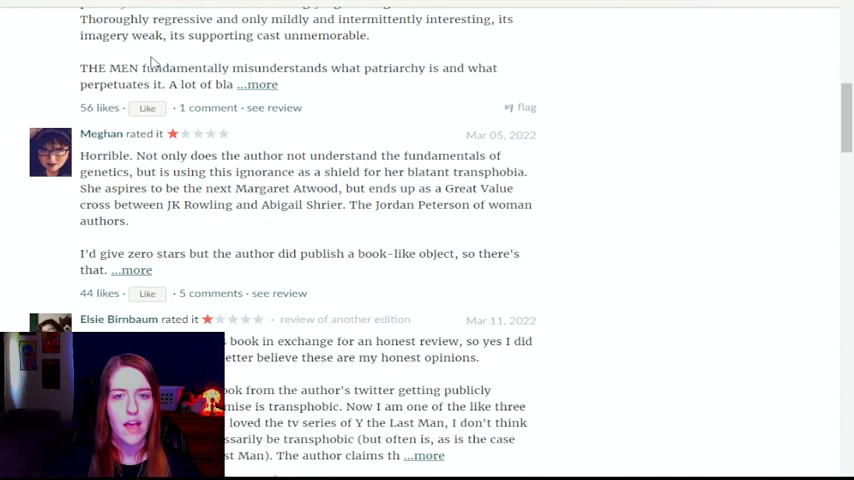 Thoroughly regressive and only mildly and intermittently interesting, its
imagery weak, its supporting cast unmemorable.
THE MEN fundamentally misunderstands what patriarchy is and what
perpetuates it. A lot of bla ...more
56 likes · Like · 1 comment · see review flag
Meghan rated it Mar 05, 2022
Horrible. Not only does the author not understand the fundamentals of
genetics, but is using this ignorance as a shield for her blatant transphobia.
She aspires to be the next Margaret Atwood, but ends up as a Great Value
cross between JK Rowling and Abigail Shrier. The Jordan Peterson of woman
authors.
I'd give zero stars but the author did publish a book-like object, so there's
that. ...more
44 likes · Like · 5 comments · see review
Elsie Birnbaum rated it · review of another edition Mar 11, 2022
book in exchange for an honest review, so yes I did
etter believe these are my honest opinions.
ook from the author's twitter getting publicly
mise is transphobic. Now I am one of the like three
loved the tv series of Y the Last Man, I don't think
ssarily be transphobic (but often is, as is the case
st Man). The author claims th ...more